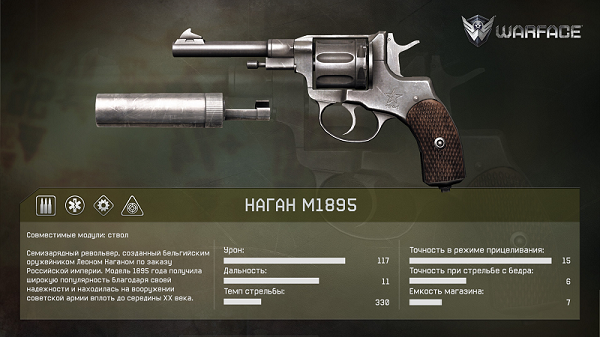 WARFACE
НАГАН М1895
Совместимые модули: ствол
Семизарядный револьвер, созданный Бельгийским
оружейником Леоном Наганом по заказу
Российской империи. Модель 1895 года получила
широкую популярность благодаря своей
надежности и находилась на вооружении
советской армии вплоть до середины XX века.
Урон:
117
Дальность:
11
Темп стрельбы:
330
Точность в режиме прицеливания:
15
Точность при стрельбе с бедра:
6
Емкость магазина:
7